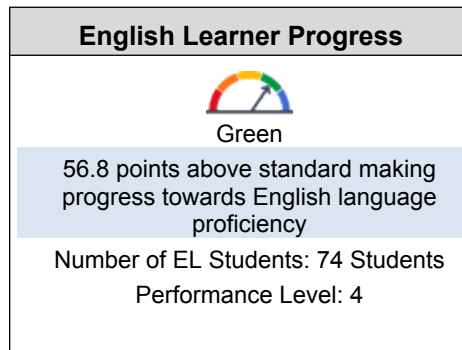 English Learner Progress
Green
56.8 points above standard making
progress towards English language
proficiency
Number of EL Students: 74 Students
Performance Level: 4